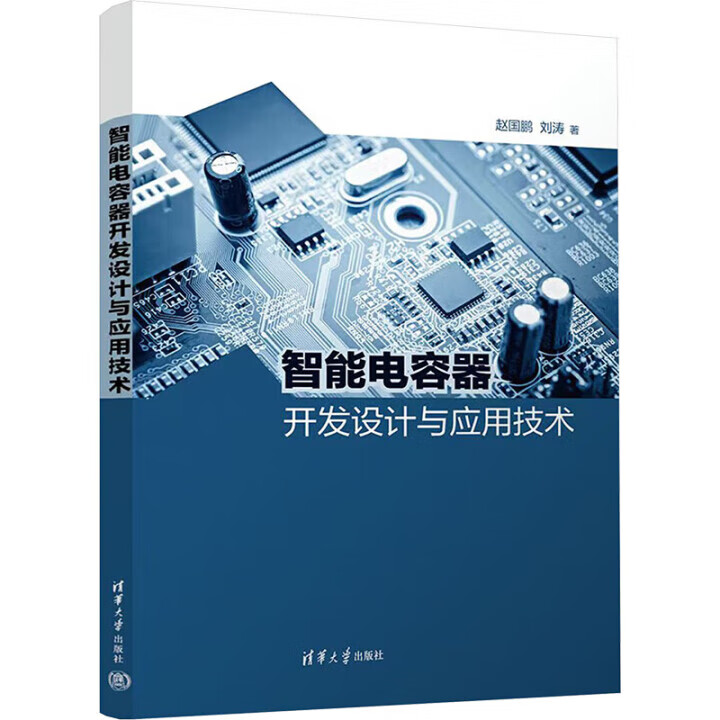 赵国鹏 刘涛 著
智能电容器
开发设计与应用技术
清华大学出版社
智能电容器开发设计与应用技术
清华大学出版社